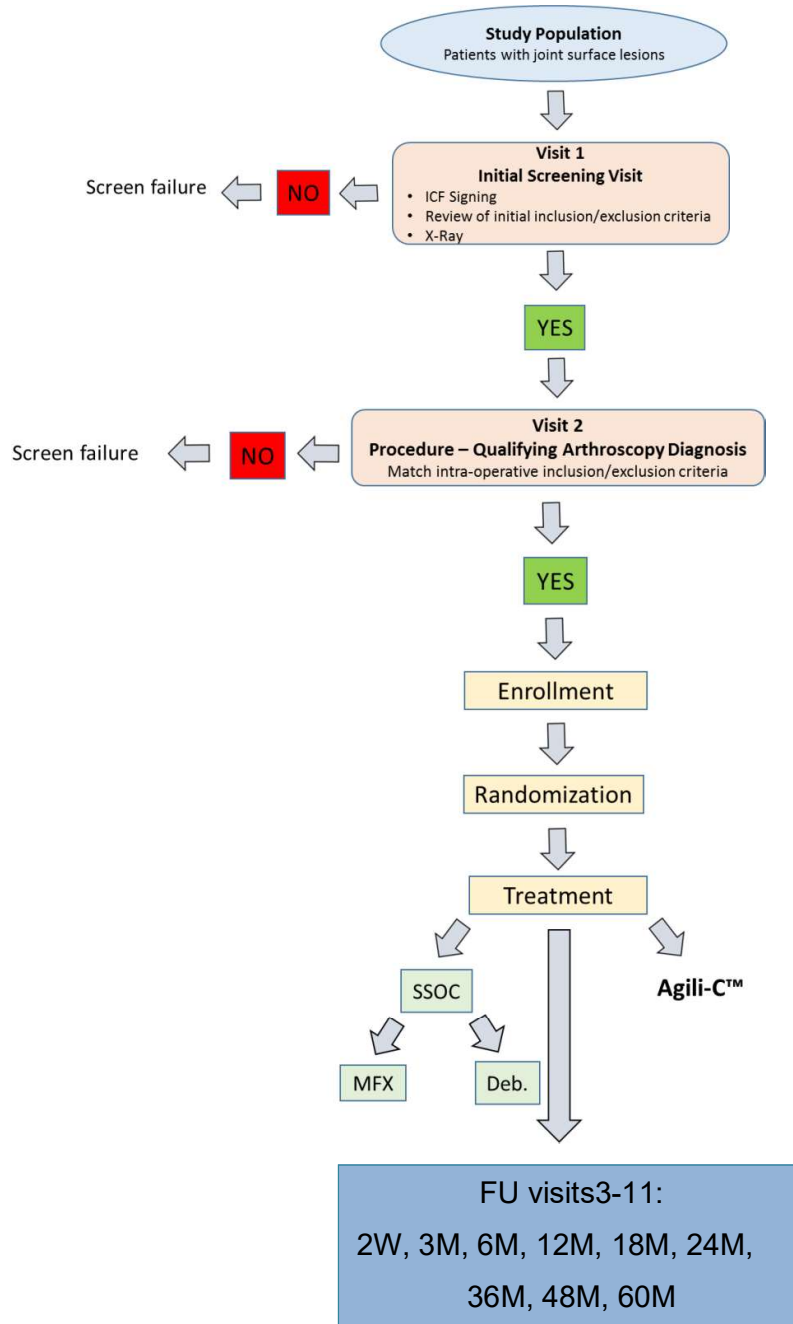 Study Population
Patients with joint surface lesions
Visit 1
Initial Screening Visit
• ICF Signing
• Review of initial inclusion/exclusion criteria
• X-Ray
NO
Screen failure
YES
Visit 2
Procedure – Qualifying Arthroscopy Diagnosis
Match intra-operative inclusion/exclusion criteria
NO
Screen failure
YES
Enrollment
Randomization
Treatment
SSOC
Agili-C™
MFX
Deb.
FU visits3-11:
2W, 3M, 6M, 12M, 18M, 24M,
36M, 48M, 60M